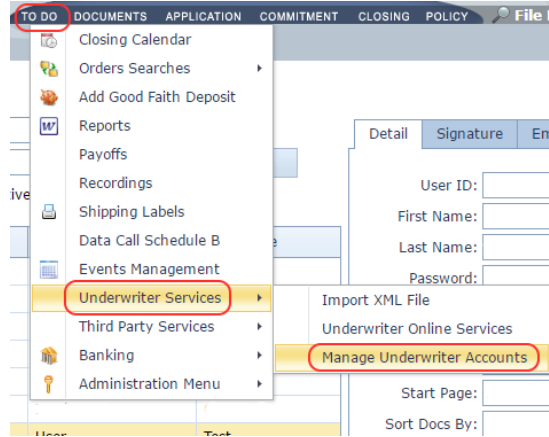 TO DO DOCUMENTS APPLICATION COMMITMENT CLOSING POLICY File
Closing Calendar
Orders Searches
Add Good Faith Deposit
W Reports
Payoffs
Recordings
Shipping Labels
Data Call Schedule B
Events Management
Underwriter Services
Third Party Services
Banking
Administration Menu
Import XML File
Underwriter Online Services
Manage Underwriter Accounts
Detail Signature Em
User ID:
First Name:
Last Name:
Password:
Start Page:
Sort Docs By:
ive
e
User Test